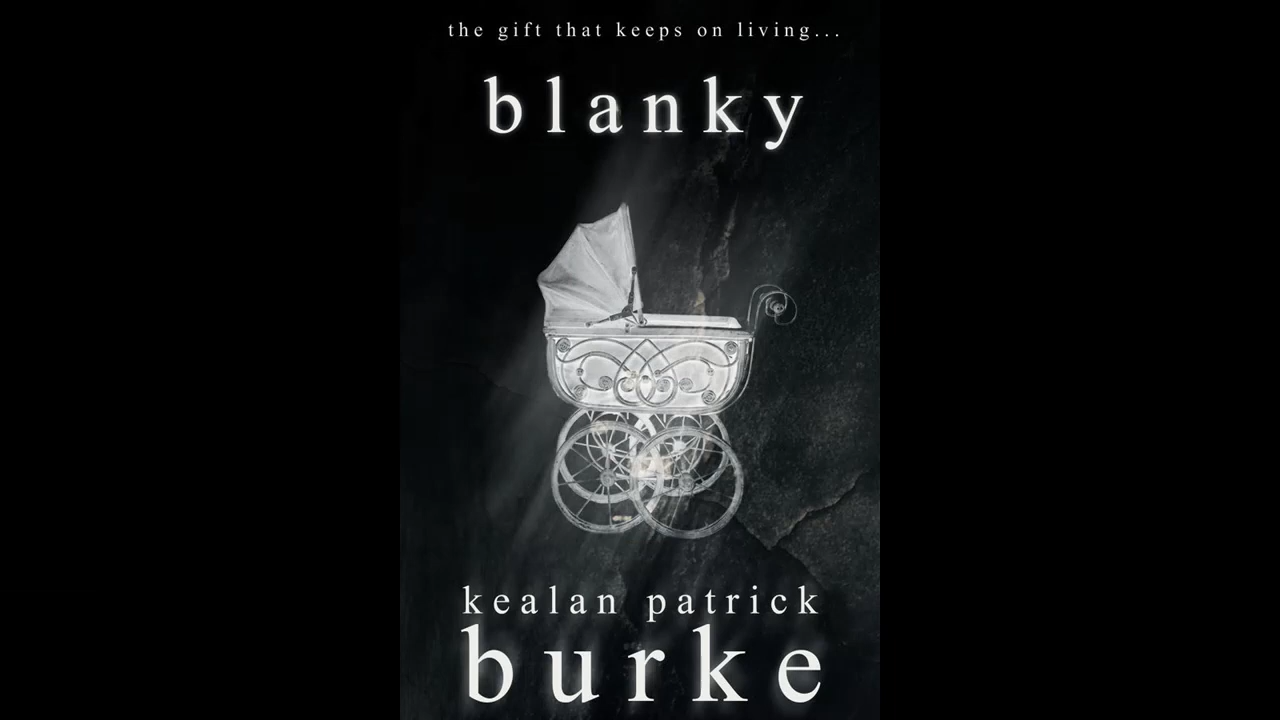 the gift that keeps on living...
blanky
kealan patrick
burke